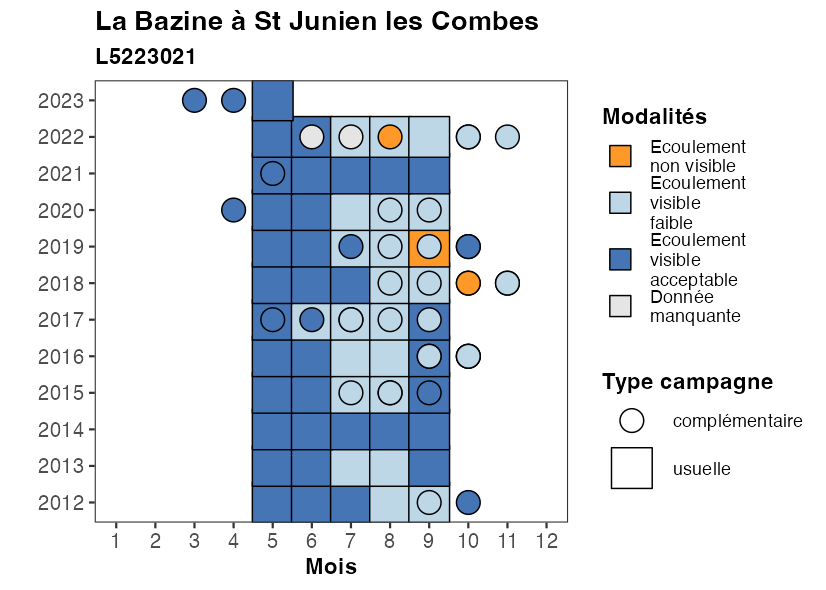 La Bazine à St Junien les Combes
L5223021
2023
2022
2021
2020
2019
2018
2017
2016
2015
2014
2013
2012
1 2 3 4 5 6 7 8 9 10 11 12
Mois
Modalités
Ecoulement
non visible
Ecoulement
visible
faible
Ecoulement
visible
acceptable
Donnée
manquante
Type campagne
complémentaire
usuelle